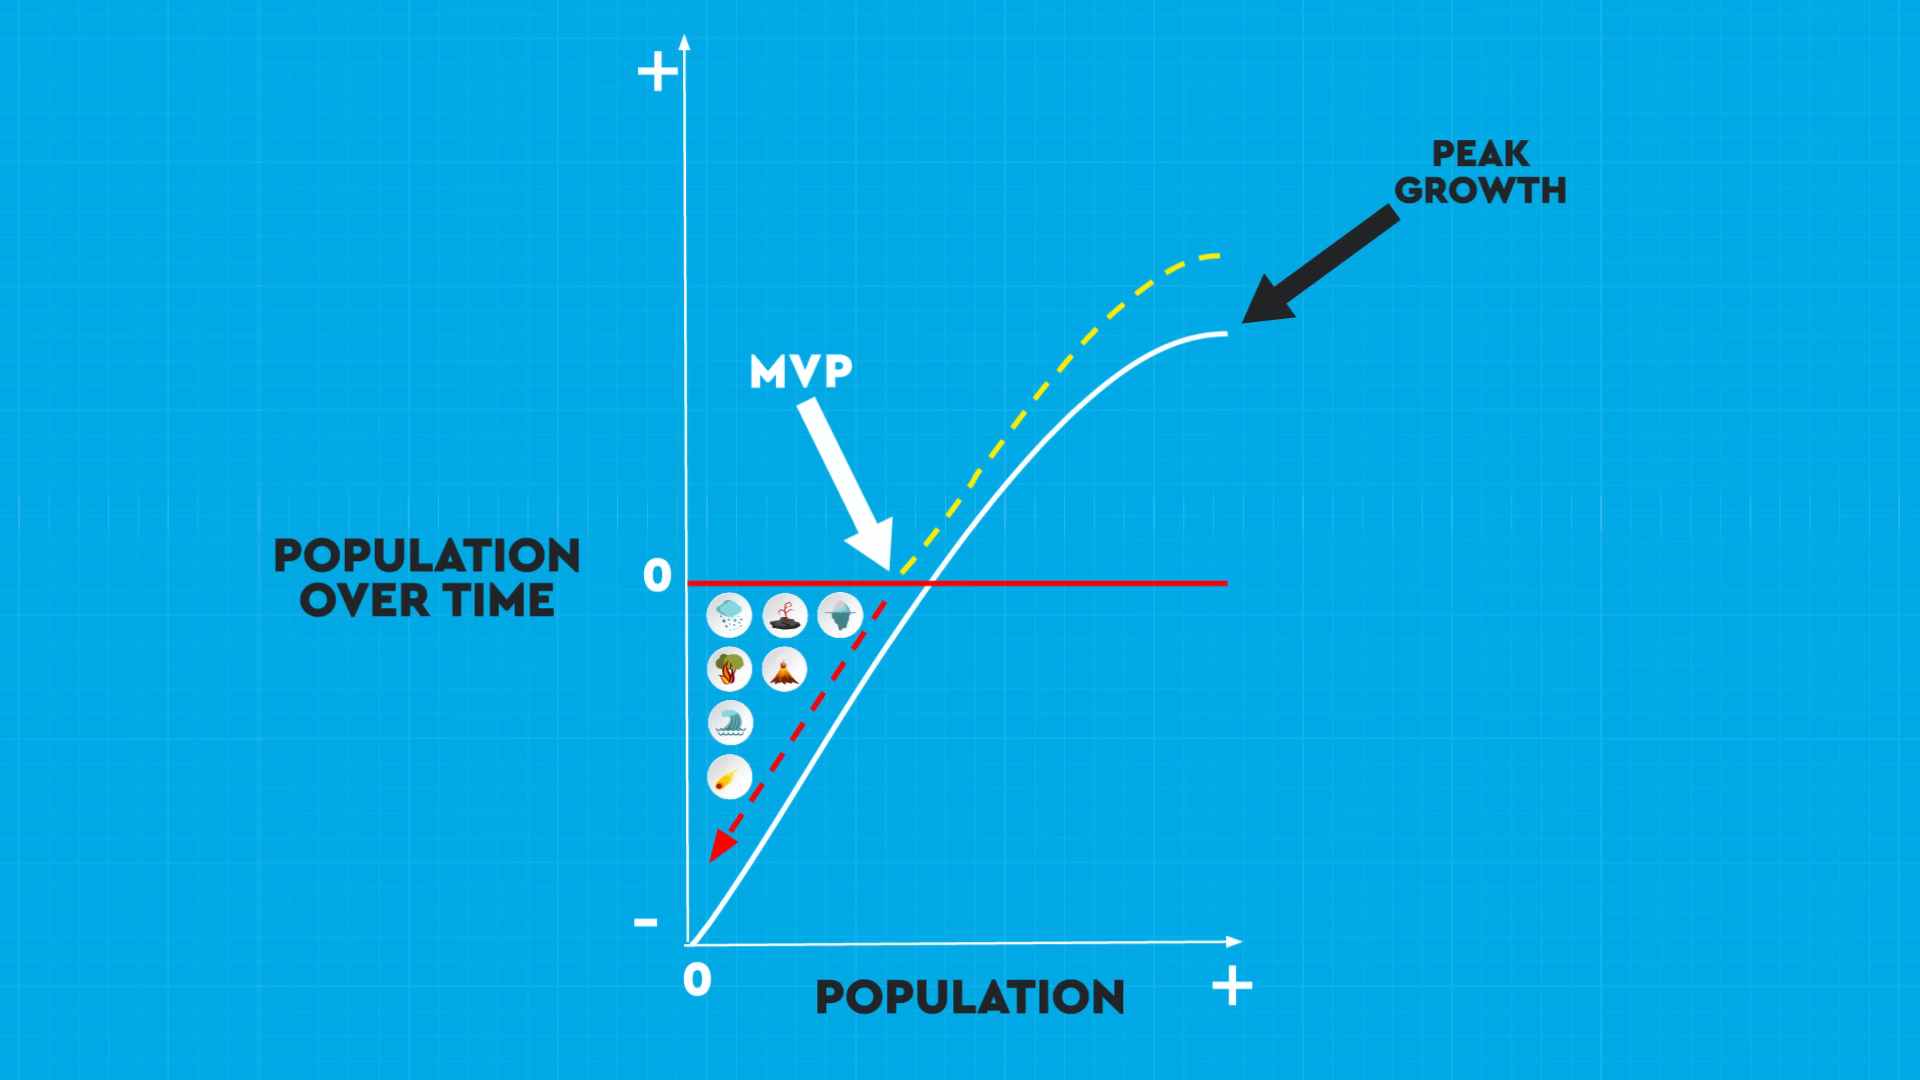 +
PEAK
GROWTH
MVP
POPULATION
OVER TIME
0
-
0
POPULATION
+